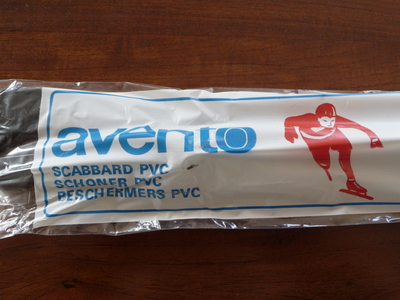 avento
SCABBARD PVC
SCHONER PVC
BESCHERMERS PVC